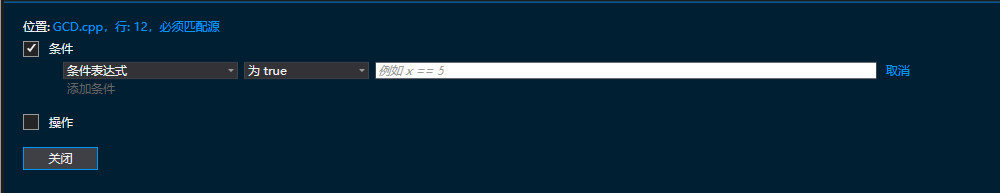 位置: GCD.cpp，行: 12，必须匹配源
条件
条件表达式 为 true 例如 x == 5 取消
添加条件
操作
关闭